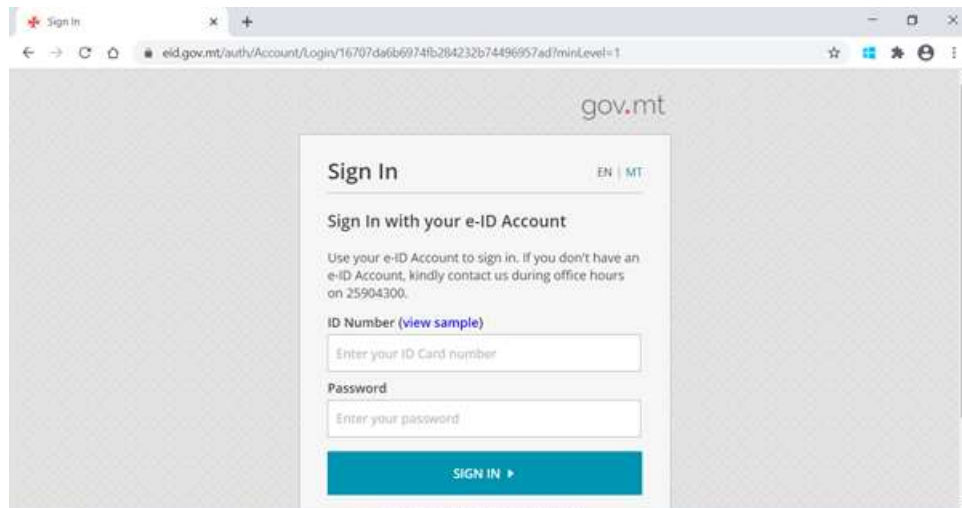 Sign In
eid.gov.mt/auth/Account/Login/16707da6b6974fb284232b74496957ad?minLevel=1
gov.mt
Sign In
EN | MT
Sign In with your e-ID Account
Use your e-ID Account to sign in. If you don't have an
e-ID Account, kindly contact us during office hours
on 25904300.
ID Number (view sample)
Enter your ID Card number
Password
Enter your password
SIGN IN